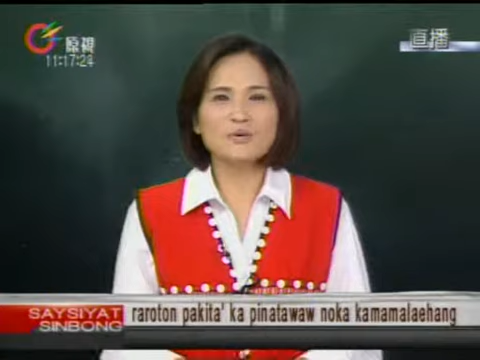 原視
直播
11:17:24
SAYSIYAT
SINBONG
raroton pakita' ka pinatawaw noka kamamalaehang